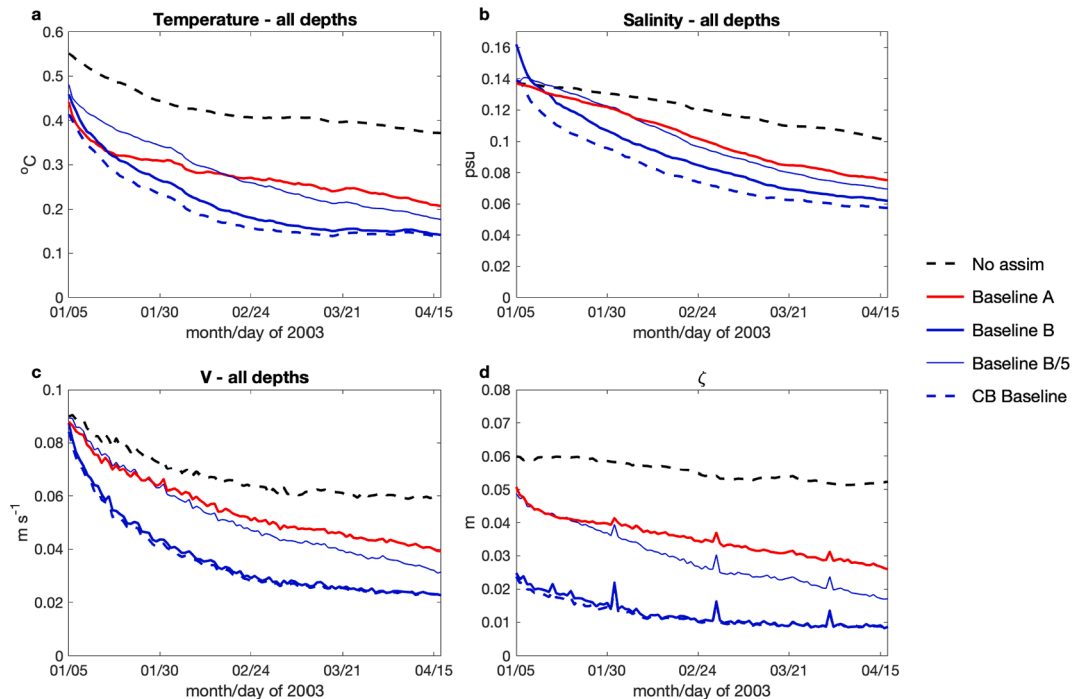 a Temperature - all depths
0.6
0.5
0.4
0.3
0.2
0.1
0
°C
01/05 01/30 02/24 03/21 04/15
month/day of 2003
b Salinity - all depths
0.16
0.14
0.12
0.10
0.08
0.06
0.04
0.02
0
psu
01/05 01/30 02/24 03/21 04/15
month/day of 2003
No assim
Baseline A
Baseline B
Baseline B/5
CB Baseline
c V - all depths
0.1
0.08
0.06
0.04
0.02
0
m s⁻¹
01/05 01/30 02/24 03/21 04/15
month/day of 2003
d ζ
0.08
0.07
0.06
0.05
0.04
0.03
0.02
0.01
0
m
01/05 01/30 02/24 03/21 04/15
month/day of 2003